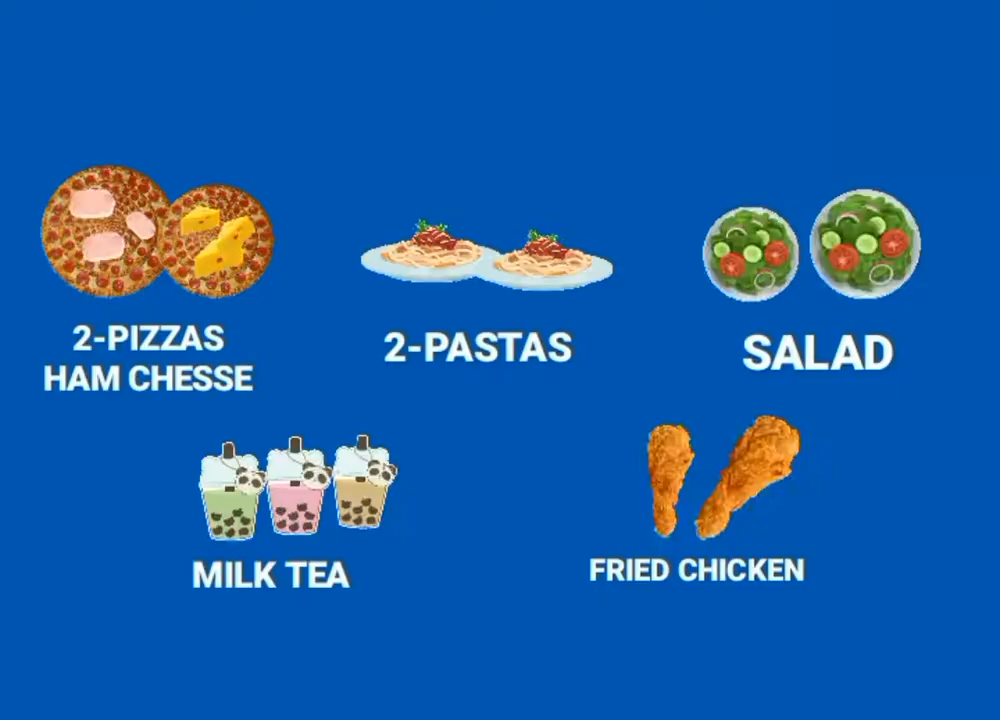 2-PIZZAS
HAM CHESSE
2-PASTAS
SALAD
MILK TEA
FRIED CHICKEN